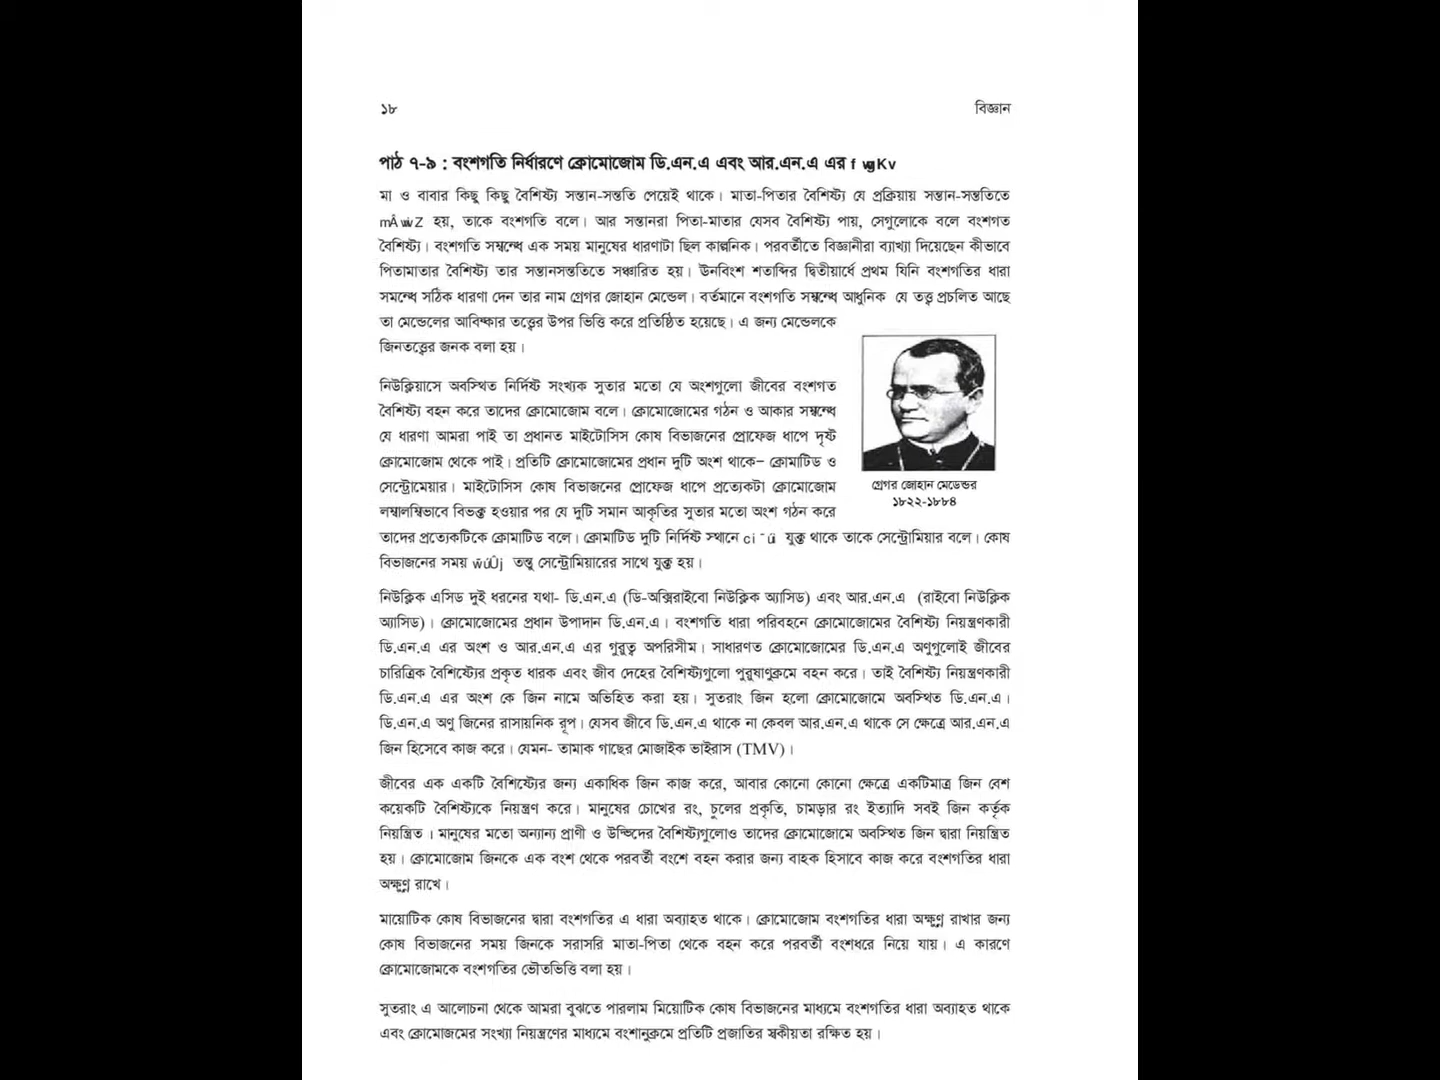 ১৮
বিজ্ঞান
পাঠ ৭-৯ : বংশগতি নির্ধারণে ক্রোমোজোম ডি.এন.এ এবং আর.এন.এ এর
মা ও বাবার কিছু কিছু বৈশিষ্ট্য সন্তান-সন্ততি পেয়েই থাকে। মাতা-পিতার বৈশিষ্ট্য যে প্রক্রিয়ায় সন্তান-সন্ততিতে
হয়, তাকে বংশগতি বলে। আর সন্তানরা পিতা-মাতার যেসব বৈশিষ্ট্য পায়, সেগুলোকে বলে বংশগত
বৈশিষ্ট্য। বংশগতি সম্বন্ধে এক সময় মানুষের ধারণাটা ছিল কাল্পনিক। পরবর্তীতে বিজ্ঞানীরা ব্যাখ্যা দিয়েছেন কীভাবে
পিতামাতার বৈশিষ্ট্য তার সন্তানসন্ততিতে সঞ্চারিত হয়। ঊনবিংশ শতাব্দির দ্বিতীয়ার্ধে প্রথম যিনি বংশগতির ধারা
সমন্ধে সঠিক ধারণা দেন তার নাম গ্রেগর জোহান মেন্ডেল। বর্তমানে বংশগতি সম্বন্ধে আধুনিক যে তত্ত্ব প্রচলিত আছে
তা মেন্ডেলের আবিষ্কার তত্ত্বের উপর ভিত্তি করে প্রতিষ্ঠিত হয়েছে। এ জন্য মেন্ডেলকে
জিনতত্ত্বের জনক বলা হয়।
নিউক্লিয়াসে অবস্থিত নির্দিষ্ট সংখ্যক সুতার মতো যে অংশগুলো জীবের বংশগত
বৈশিষ্ট্য বহন করে তাদের ক্রোমোজোম বলে। ক্রোমোজোমের গঠন ও আকার সম্বন্ধে
যে ধারণা আমরা পাই তা প্রধানত মাইটোসিস কোষ বিভাজনের প্রোফেজ ধাপে দৃষ্ট
ক্রোমোজোম থেকে পাই। প্রতিটি ক্রোমোজোমের প্রধান দুটি অংশ থাকে– ক্রোমাটিড ও
সেন্ট্রোমেয়ার। মাইটোসিস কোষ বিভাজনের প্রোফেজ ধাপে প্রত্যেকটা ক্রোমোজোম
লম্বালম্বিভাবে বিভক্ত হওয়ার পর যে দুটি সমান আকৃতির সুতার মতো অংশ গঠন করে
গ্রেগর জোহান মেডেন্ডর
১৮২২-১৮৮৪
তাদের প্রত্যেকটিকে ক্রোমাটিড বলে। ক্রোমাটিড দুটি নির্দিষ্ট স্থানে যুক্ত থাকে তাকে সেন্ট্রোমিয়ার বলে। কোষ
বিভাজনের সময় তন্তু সেন্ট্রোমিয়ারের সাথে যুক্ত হয়।
নিউক্লিক এসিড দুই ধরনের যথা- ডি.এন.এ (ডি-অক্সিরাইবো নিউক্লিক অ্যাসিড) এবং আর.এন.এ (রাইবো নিউক্লিক
অ্যাসিড)। ক্রোমোজোমের প্রধান উপাদান ডি.এন.এ। বংশগতি ধারা পরিবহনে ক্রোমোজোমের বৈশিষ্ট্য নিয়ন্ত্রণকারী
ডি.এন.এ এর অংশ ও আর.এন.এ এর গুরুত্ব অপরিসীম। সাধারণত ক্রোমোজোমের ডি.এন.এ অণুগুলোই জীবের
চারিত্রিক বৈশিষ্ট্যের প্রকৃত ধারক এবং জীব দেহের বৈশিষ্ট্যগুলো পুরুষাণুক্রমে বহন করে। তাই বৈশিষ্ট্য নিয়ন্ত্রণকারী
ডি.এন.এ এর অংশ কে জিন নামে অভিহিত করা হয়। সুতরাং জিন হলো ক্রোমোজোমে অবস্থিত ডি.এন.এ।
ডি.এন.এ অণু জিনের রাসায়নিক রূপ। যেসব জীবে ডি.এন.এ থাকে না কেবল আর.এন.এ থাকে সে ক্ষেত্রে আর.এন.এ
জিন হিসেবে কাজ করে। যেমন- তামাক গাছের মোজাইক ভাইরাস (TMV)।
জীবের এক একটি বৈশিষ্ট্যের জন্য একাধিক জিন কাজ করে, আবার কোনো কোনো ক্ষেত্রে একটিমাত্র জিন বেশ
কয়েকটি বৈশিষ্ট্যকে নিয়ন্ত্রণ করে। মানুষের চোখের রং, চুলের প্রকৃতি, চামড়ার রং ইত্যাদি সবই জিন কর্তৃক
নিয়ন্ত্রিত। মানুষের মতো অন্যান্য প্রাণী ও উদ্ভিদের বৈশিষ্ট্যগুলোও তাদের ক্রোমোজোমে অবস্থিত জিন দ্বারা নিয়ন্ত্রিত
হয়। ক্রোমোজোম জিনকে এক বংশ থেকে পরবর্তী বংশে বহন করার জন্য বাহক হিসাবে কাজ করে বংশগতির ধারা
অক্ষুণ্ণ রাখে।
মায়োটিক কোষ বিভাজনের দ্বারা বংশগতির এ ধারা অব্যাহত থাকে। ক্রোমোজোম বংশগতির ধারা অক্ষুণ্ণ রাখার জন্য
কোষ বিভাজনের সময় জিনকে সরাসরি মাতা-পিতা থেকে বহন করে পরবর্তী বংশধরে নিয়ে যায়। এ কারণে
ক্রোমোজোমকে বংশগতির ভৌতভিত্তি বলা হয়।
সুতরাং এ আলোচনা থেকে আমরা বুঝতে পারলাম মিয়োটিক কোষ বিভাজনের মাধ্যমে বংশগতির ধারা অব্যাহত থাকে
এবং ক্রোমোজমের সংখ্যা নিয়ন্ত্রণের মাধ্যমে বংশানুক্রমে প্রতিটি প্রজাতির স্বকীয়তা রক্ষিত হয়।